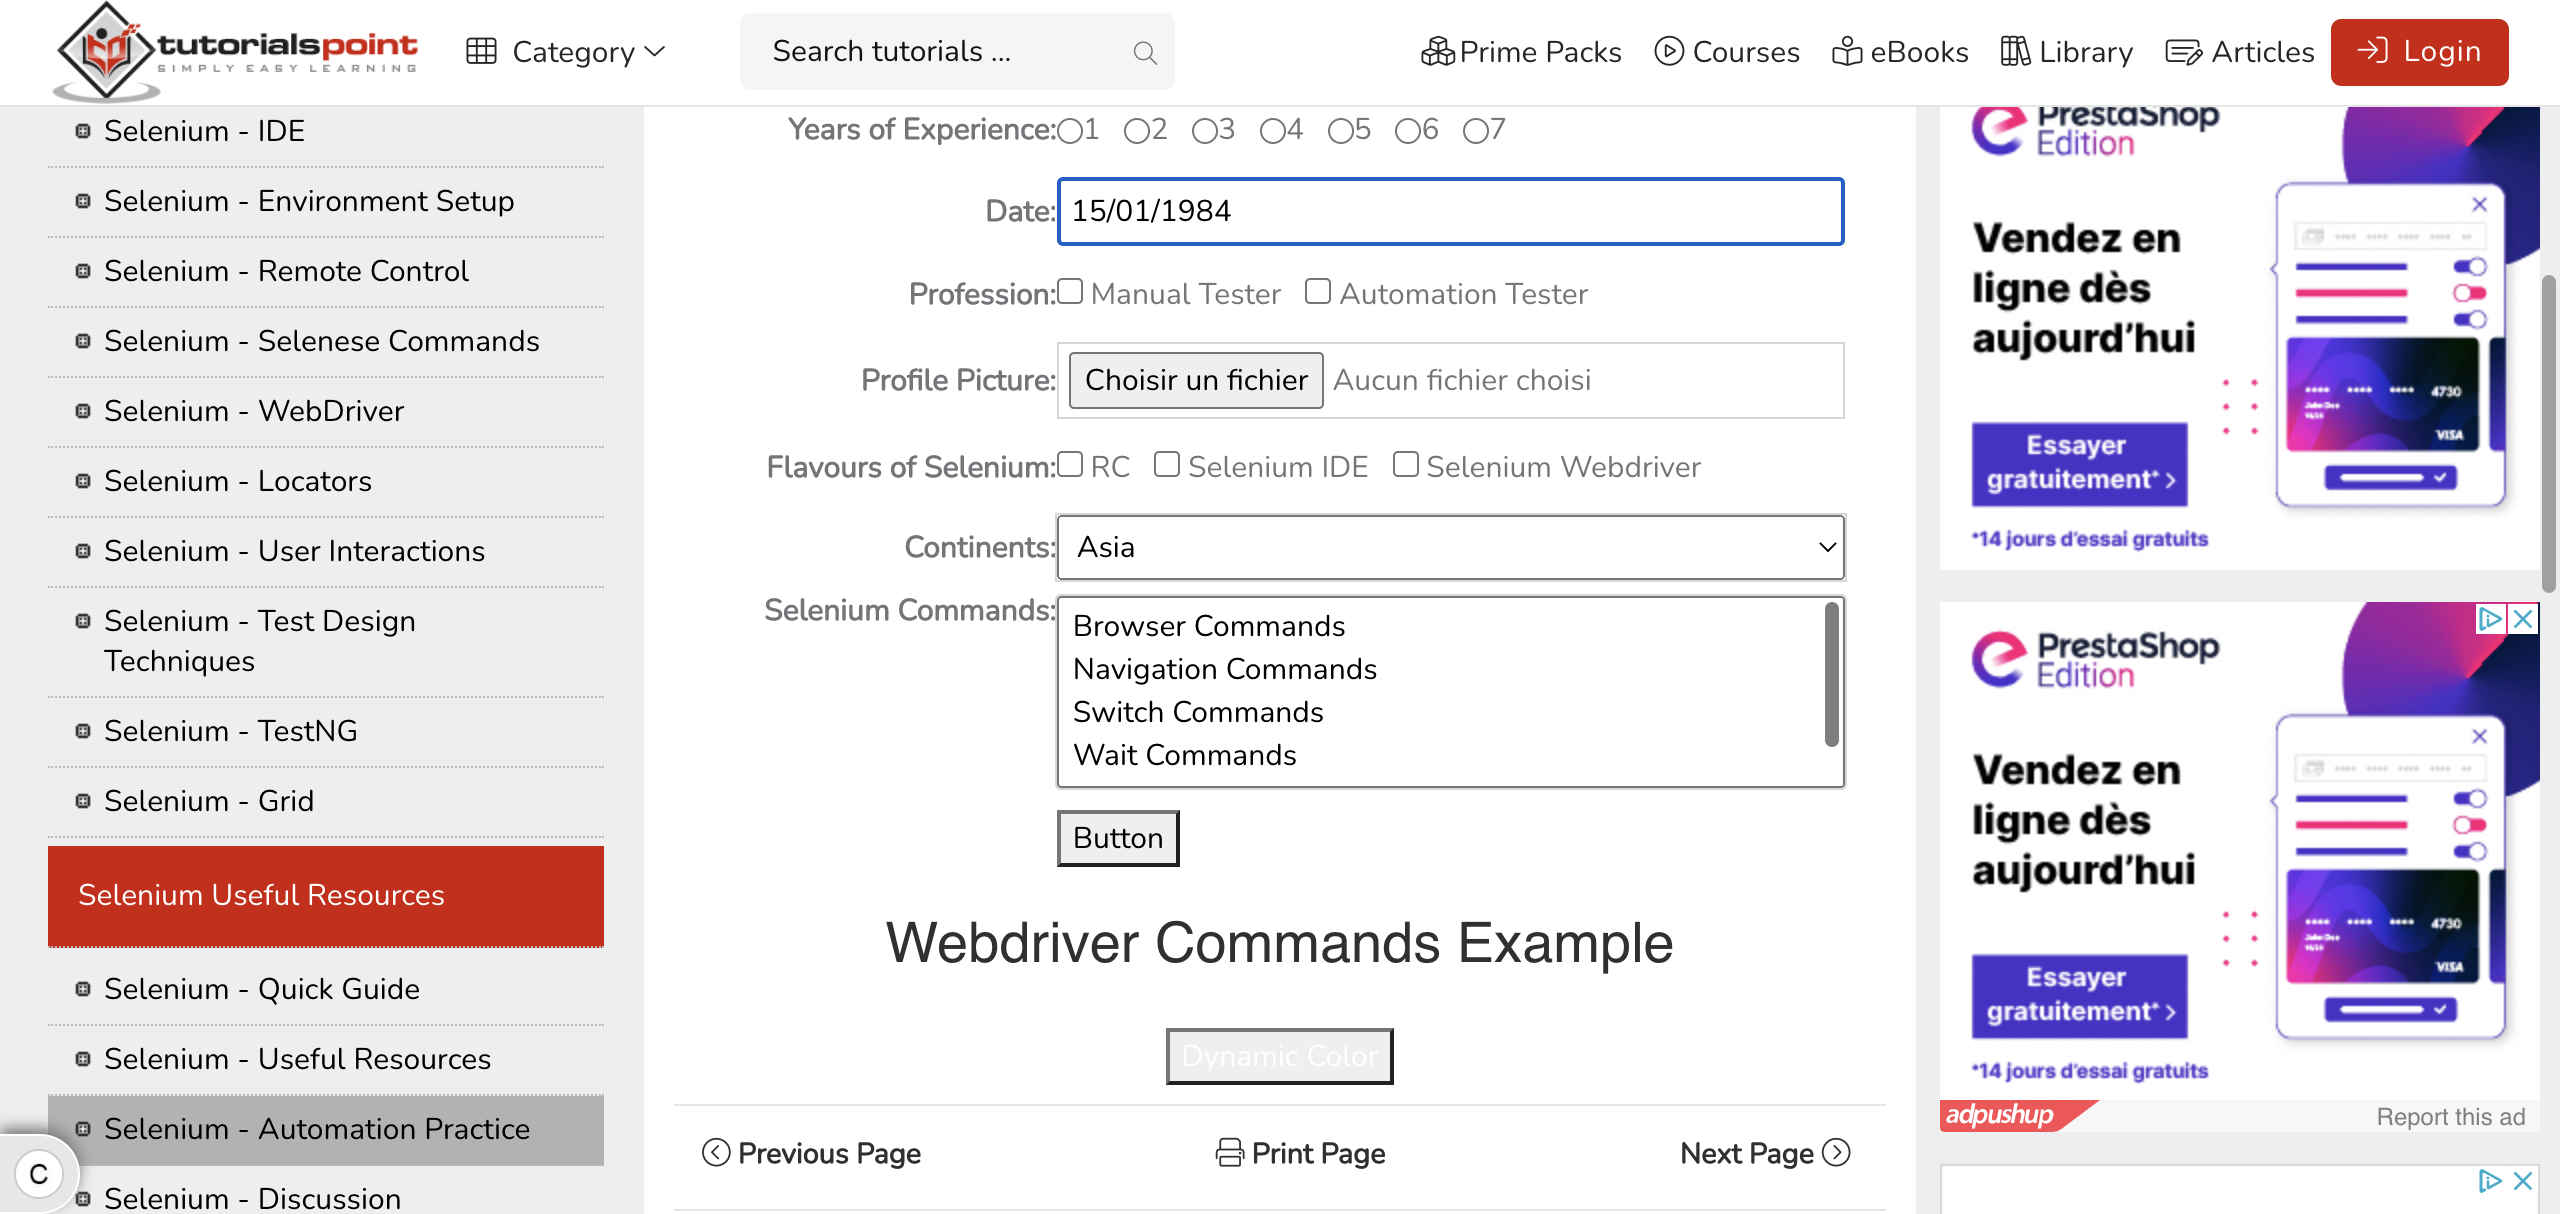 tutorialspoint
SIMPLY EASY LEARNING
Category
Search tutorials ...
Prime Packs
Courses
eBooks
Library
Articles
Login
Selenium - IDE
Selenium - Environment Setup
Selenium - Remote Control
Selenium - Selenese Commands
Selenium - WebDriver
Selenium - Locators
Selenium - User Interactions
Selenium - Test Design
Techniques
Selenium - TestNG
Selenium - Grid
Selenium Useful Resources
Selenium - Quick Guide
Selenium - Useful Resources
Selenium - Automation Practice
Selenium - Discussion
C
Years of Experience: 1 2 3 4 5 6 7
Date: 15/01/1984
Profession: Manual Tester Automation Tester
Profile Picture: Choisir un fichier Aucun fichier choisi
Flavours of Selenium: RC Selenium IDE Selenium Webdriver
Continents: Asia
Selenium Commands: Browser Commands
Navigation Commands
Switch Commands
Wait Commands
Button
Webdriver Commands Example
Dynamic Color
Previous Page
Print Page
Next Page
PrestaShop
Edition
Vendez en
ligne dès
aujourd’hui
4730
VISA
Essayer
gratuitement* >
*14 jours d'essai gratuits
PrestaShop
Edition
Vendez en
ligne dès
aujourd’hui
4730
VISA
Essayer
gratuitement* >
*14 jours d'essai gratuits
adpushup
Report this ad